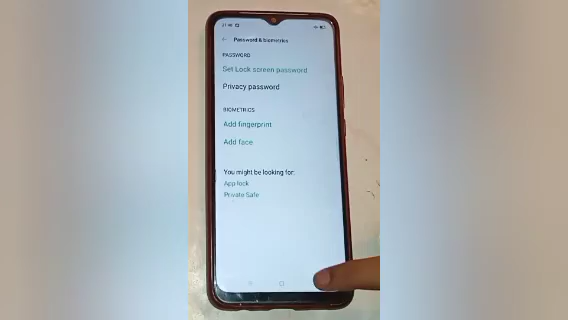 Password & biometrics
PASSWORD
Set Lock screen password
Privacy password
BIOMETRICS
Add fingerprint
Add face
You might be looking for:
App lock
Private Safe